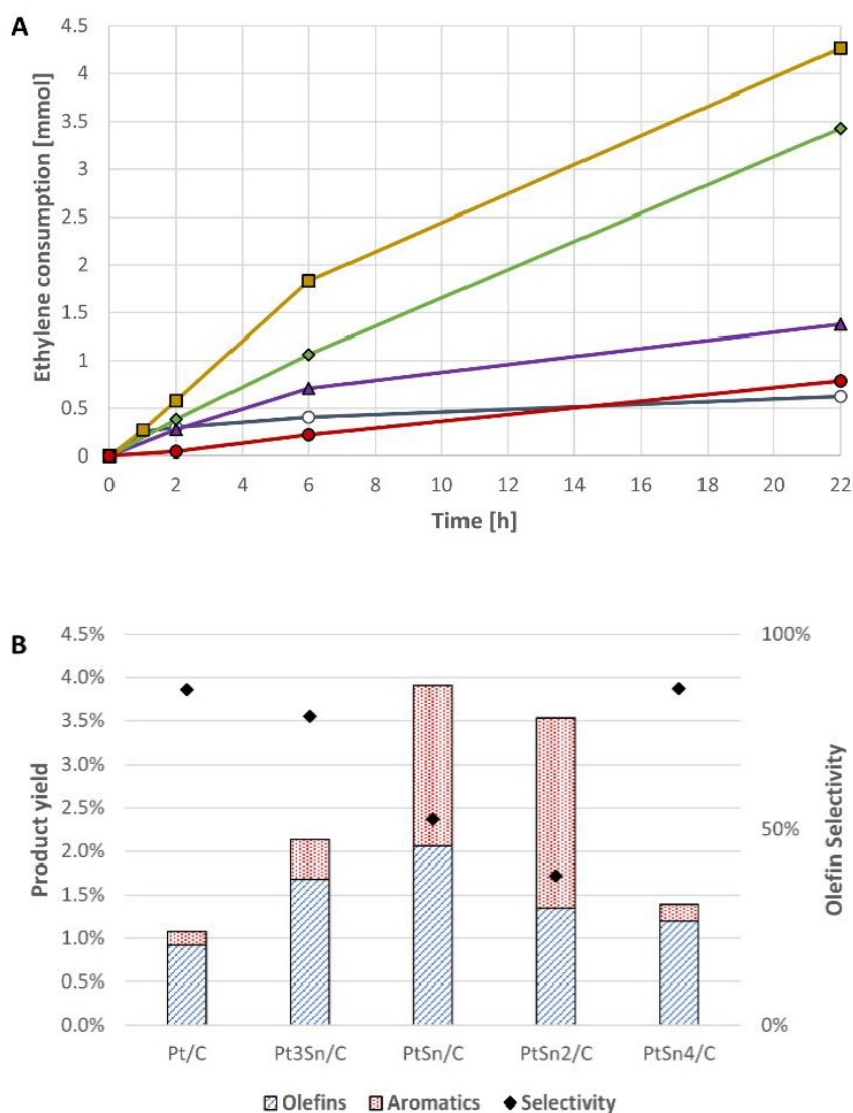 A
Ethylene consumption [mmol]
4.5
4
3.5
3
2.5
2
1.5
1
0.5
0
0 2 4 6 8 10 12 14 16 18 20 22
Time [h]
B
Product yield
4.5%
4.0%
3.5%
3.0%
2.5%
2.0%
1.5%
1.0%
0.5%
0.0%
100%
50%
0%
Olefin Selectivity
Pt/C Pt3Sn/C PtSn/C PtSn2/C PtSn4/C
Olefins Aromatics Selectivity